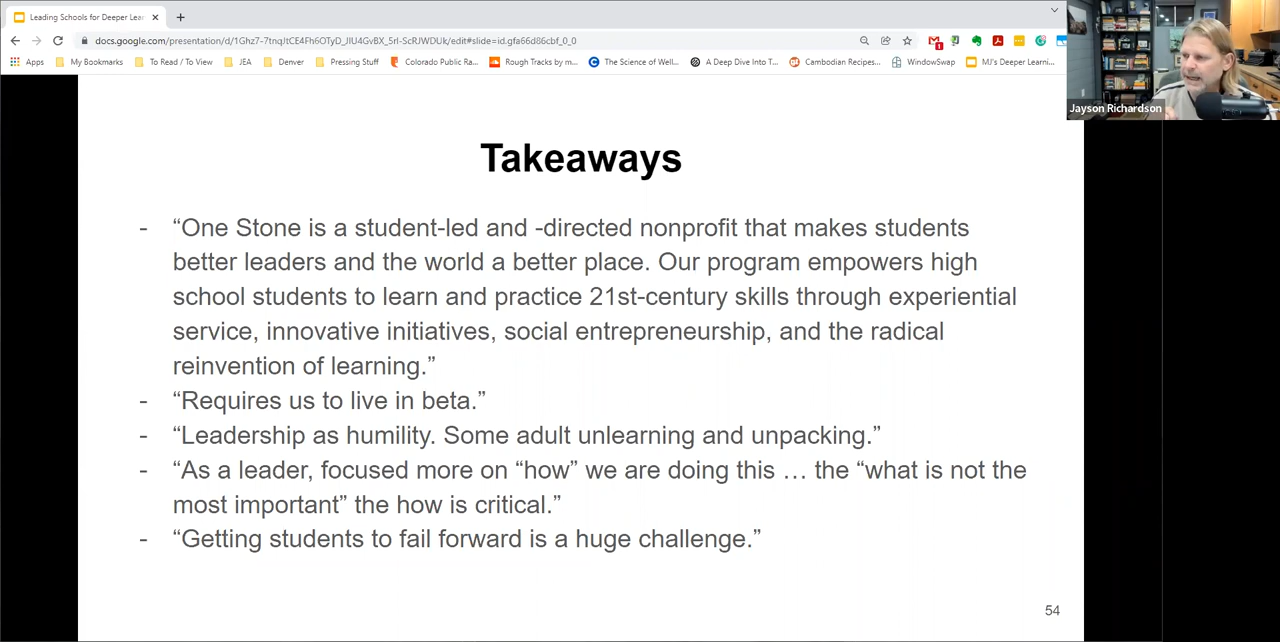 Leading Schools for Deeper Lear
docs.google.com/presentation/d/1Ghz7-7tnqJtCE4Fh6OTyD_JIU4GvBX_5rI-ScRJWDUk/edit#slide=id.gfa66d86cbf_0_0
1
Apps My Bookmarks To Read / To View JEA Denver Pressing Stuff Colorado Public Ra... Rough Tracks by m... The Science of Well... A Deep Dive Into T... Cambodian Recipes... WindowSwap MJ's Deeper Learni...
Jayson Richardson
Takeaways
- “One Stone is a student-led and -directed nonprofit that makes students
better leaders and the world a better place. Our program empowers high
school students to learn and practice 21st-century skills through experiential
service, innovative initiatives, social entrepreneurship, and the radical
reinvention of learning.”
- “Requires us to live in beta.”
- “Leadership as humility. Some adult unlearning and unpacking.”
- “As a leader, focused more on “how” we are doing this … the “what is not the
most important” the how is critical.”
- “Getting students to fail forward is a huge challenge.”
54